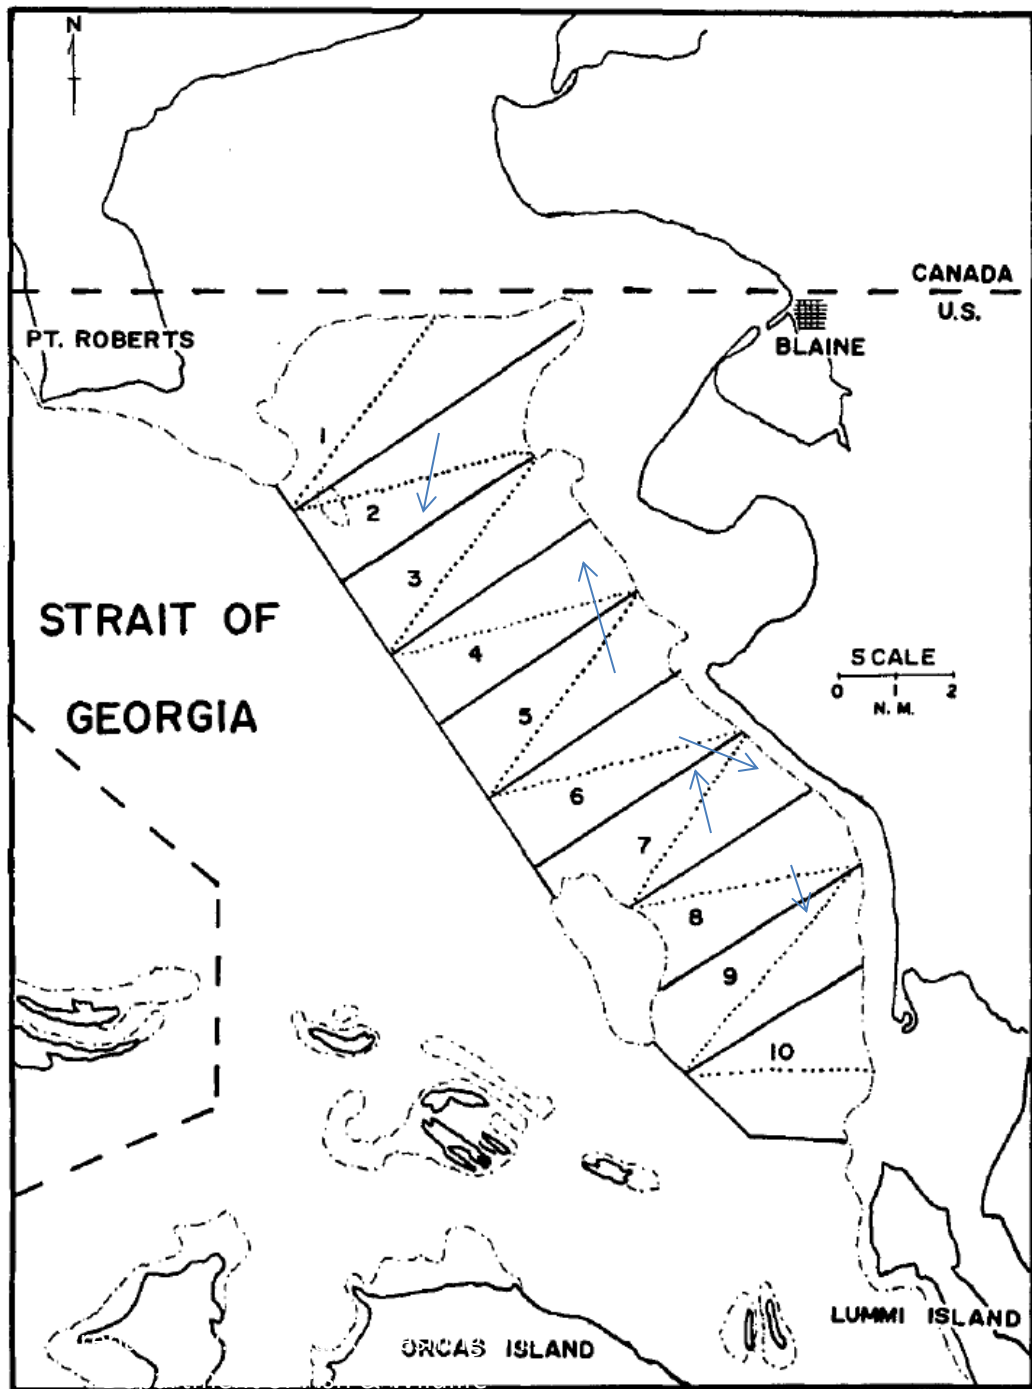 N
CANADA
U.S.
PT. ROBERTS
BLAINE
1
2
3
STRAIT OF
4
SCALE
0 1 2
N. M.
GEORGIA
5
6
7
8
9
10
LUMMI ISLAND
ORCAS ISLAND